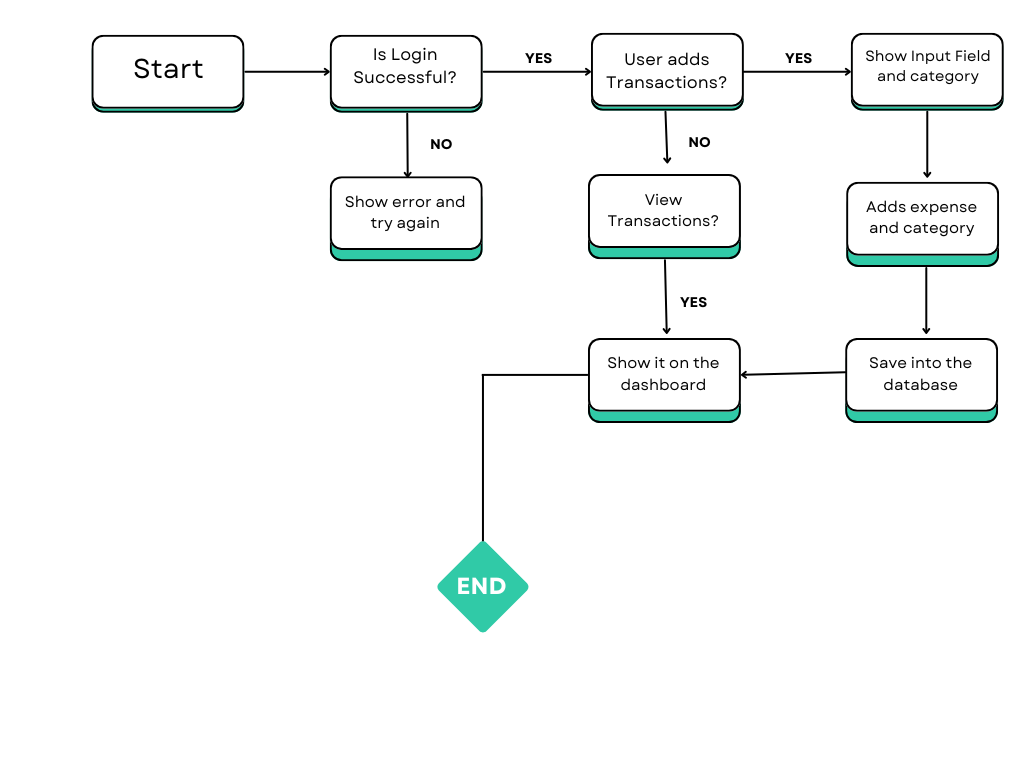 Start
Is Login
Successful?
YES
User adds
Transactions?
YES
Show Input Field
and category
NO
NO
Show error and
try again
View
Transactions?
Adds expense
and category
YES
Show it on the
dashboard
Save into the
database
END